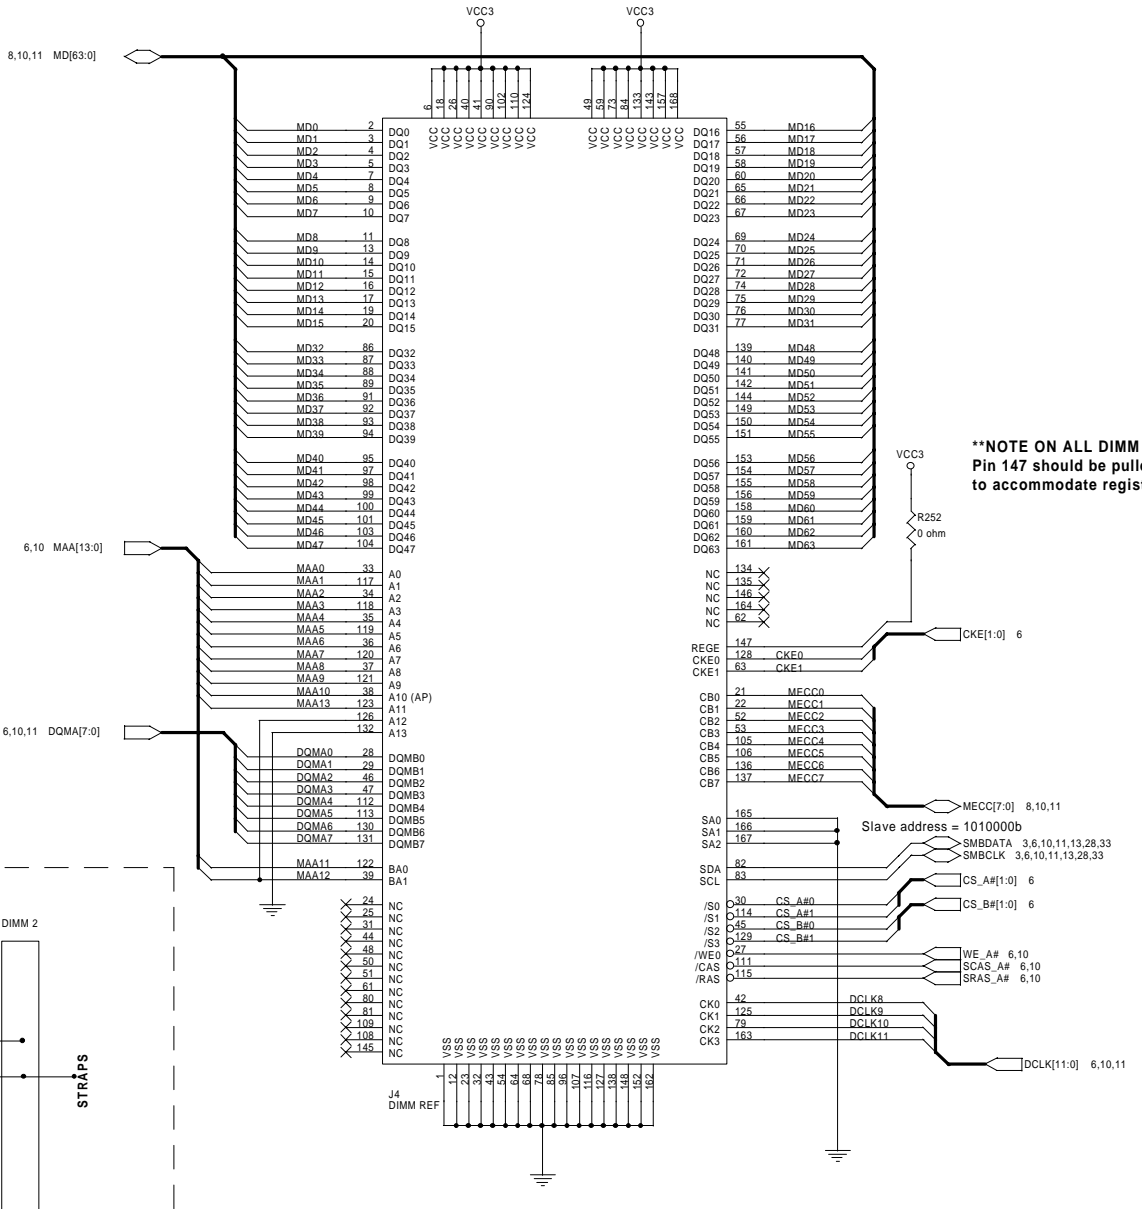 VCC3 VCC3
8,10,11 MD[63:0]
6 18 26 40 41 90 102 110 124 49 59 73 84 133 143 157 168
VCC VCC VCC VCC VCC VCC VCC VCC VCC VCC VCC VCC VCC VCC VCC VCC VCC
MD0 2 DQ0 DQ16 55 MD16
MD1 3 DQ1 DQ17 56 MD17
MD2 4 DQ2 DQ18 57 MD18
MD3 5 DQ3 DQ19 58 MD19
MD4 7 DQ4 DQ20 60 MD20
MD5 8 DQ5 DQ21 65 MD21
MD6 9 DQ6 DQ22 66 MD22
MD7 10 DQ7 DQ23 67 MD23
MD8 11 DQ8 DQ24 69 MD24
MD9 13 DQ9 DQ25 70 MD25
MD10 14 DQ10 DQ26 71 MD26
MD11 15 DQ11 DQ27 72 MD27
MD12 16 DQ12 DQ28 74 MD28
MD13 17 DQ13 DQ29 75 MD29
MD14 19 DQ14 DQ30 76 MD30
MD15 20 DQ15 DQ31 77 MD31
MD32 86 DQ32 DQ48 139 MD48
MD33 87 DQ33 DQ49 140 MD49
MD34 88 DQ34 DQ50 141 MD50
MD35 89 DQ35 DQ51 142 MD51
MD36 91 DQ36 DQ52 144 MD52
MD37 92 DQ37 DQ53 149 MD53
MD38 93 DQ38 DQ54 150 MD54
MD39 94 DQ39 DQ55 151 MD55
**NOTE ON ALL DIMM
Pin 147 should be pulle
to accommodate regist
VCC3
MD40 95 DQ40 DQ56 153 MD56
MD41 97 DQ41 DQ57 154 MD57
MD42 98 DQ42 DQ58 155 MD58
MD43 99 DQ43 DQ59 156 MD59
MD44 100 DQ44 DQ60 158 MD60
MD45 101 DQ45 DQ61 159 MD61
MD46 103 DQ46 DQ62 160 MD62
MD47 104 DQ47 DQ63 161 MD63
R252
0 ohm
6,10 MAA[13:0]
MAA0 33 A0 NC 134
MAA1 117 A1 NC 135
MAA2 34 A2 NC 146
MAA3 118 A3 NC 164
MAA4 35 A4 NC 62
MAA5 119 A5
MAA6 36 A6 REGE 147
MAA7 120 A7 CKE0 128 CKE0
MAA8 37 A8 CKE1 63 CKE1
CKE[1:0] 6
MAA9 121 A9
MAA10 38 A10 (AP) CB0 21 MECC0
MAA13 123 A11 CB1 22 MECC1
126 A12 CB2 52 MECC2
132 A13 CB3 53 MECC3
6,10,11 DQMA[7:0]
CB4 105 MECC4
DQMA0 28 DQMB0 CB5 106 MECC5
DQMA1 29 DQMB1 CB6 136 MECC6
DQMA2 46 DQMB2 CB7 137 MECC7
DQMA3 47 DQMB3
DQMA4 112 DQMB4
MECC[7:0] 8,10,11
DQMA5 113 DQMB5 SA0 165
DQMA6 130 DQMB6 SA1 166
DQMA7 131 DQMB7 SA2 167
Slave address = 1010000b
SMBDATA 3,6,10,11,13,28,33
SMBCLK 3,6,10,11,13,28,33
MAA11 122 BA0 SDA 82
MAA12 39 BA1 SCL 83
CS_A#[1:0] 6
CS_B#[1:0] 6
24 NC /S0 30 CS_A#0
25 NC /S1 114 CS_A#1
31 NC /S2 45 CS_B#0
44 NC /S3 129 CS_B#1
48 NC /WE0 27 WE_A# 6,10
50 NC /CAS 111 SCAS_A# 6,10
51 NC /RAS 115 SRAS_A# 6,10
61 NC
80 NC CK0 42 DCLK8
81 NC CK1 125 DCLK9
109 NC CK2 79 DCLK10
108 NC CK3 163 DCLK11
145 NC
DCLK[11:0] 6,10,11
DIMM 2
STRAPS
VSS VSS VSS VSS VSS VSS VSS VSS VSS VSS VSS VSS VSS VSS VSS VSS VSS VSS
1 12 23 32 43 54 64 68 78 85 96 107 116 127 138 148 152 162
J4
DIMM REF